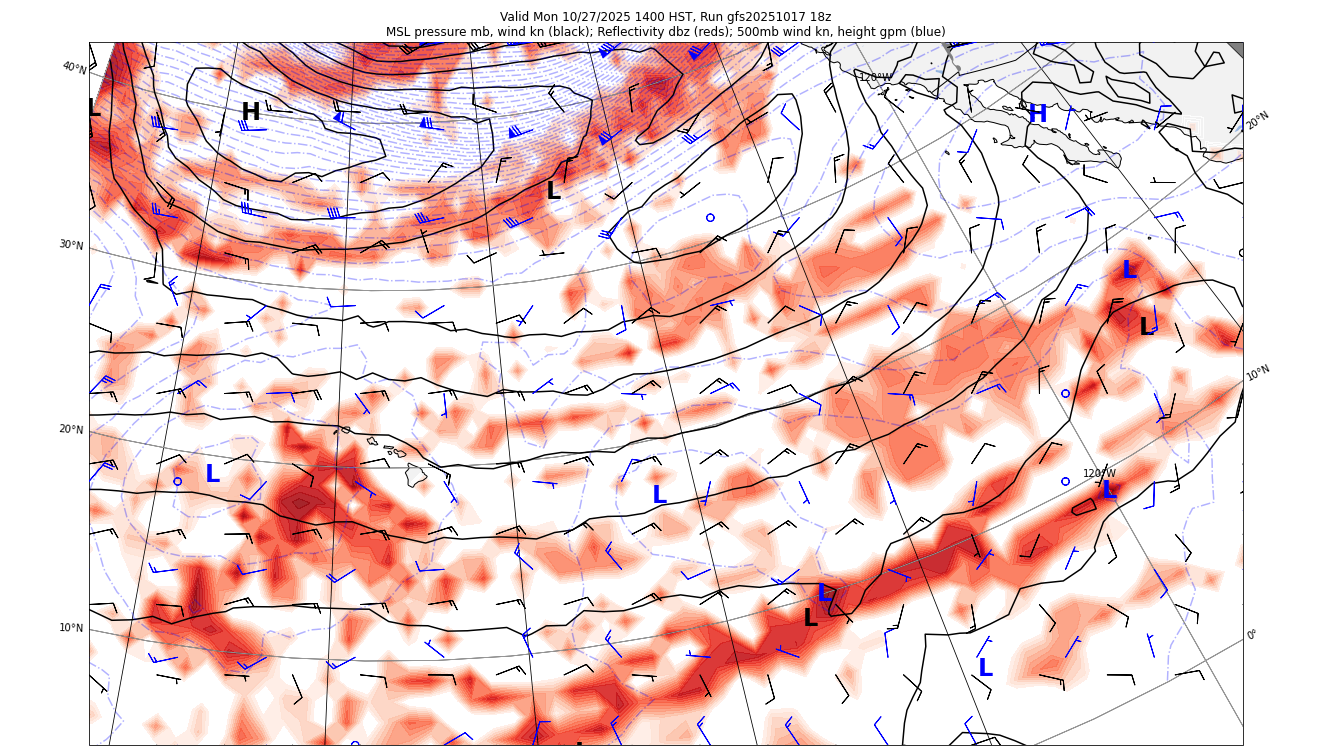 Valid Mon 10/27/2025 1400 HST, Run gfs20251017 18z
MSL pressure mb, wind kn (black); Reflectivity dbz (reds); 500mb wind kn, height gpm (blue)
40°N
120°W
L
H
H
20°N
L
30°N
L
L
10°N
20°N
L
120°W
L
L
L
L
10°N
0°
L